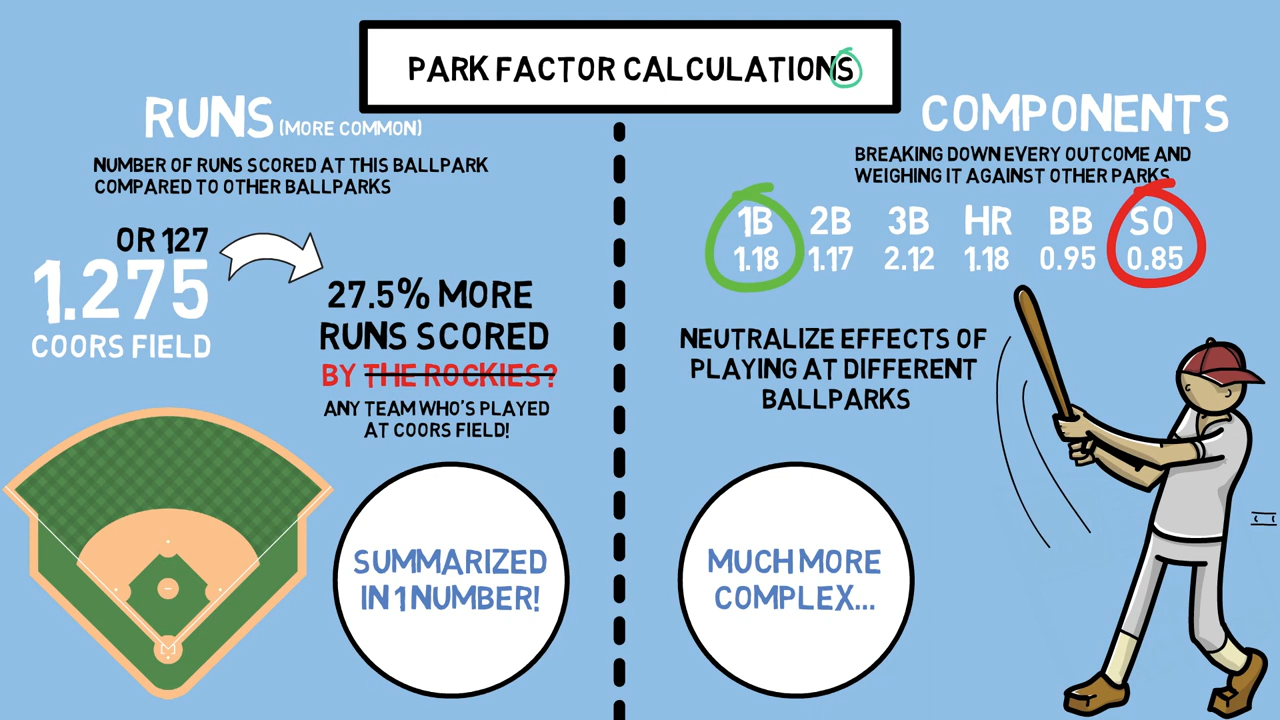 PARK FACTOR CALCULATIONS
RUNS (MORE COMMON)
NUMBER OF RUNS SCORED AT THIS BALLPARK
COMPARED TO OTHER BALLPARKS
OR 127
1.275
COORS FIELD
27.5% MORE
RUNS SCORED
BY THE ROCKIES?
ANY TEAM WHO'S PLAYED
AT COORS FIELD!
SUMMARIZED
IN 1 NUMBER!
COMPONENTS
BREAKING DOWN EVERY OUTCOME AND
WEIGHING IT AGAINST OTHER PARKS
1B 2B 3B HR BB SO
1.18 1.17 2.12 1.18 0.95 0.85
NEUTRALIZE EFFECTS OF
PLAYING AT DIFFERENT
BALLPARKS
MUCH MORE
COMPLEX...